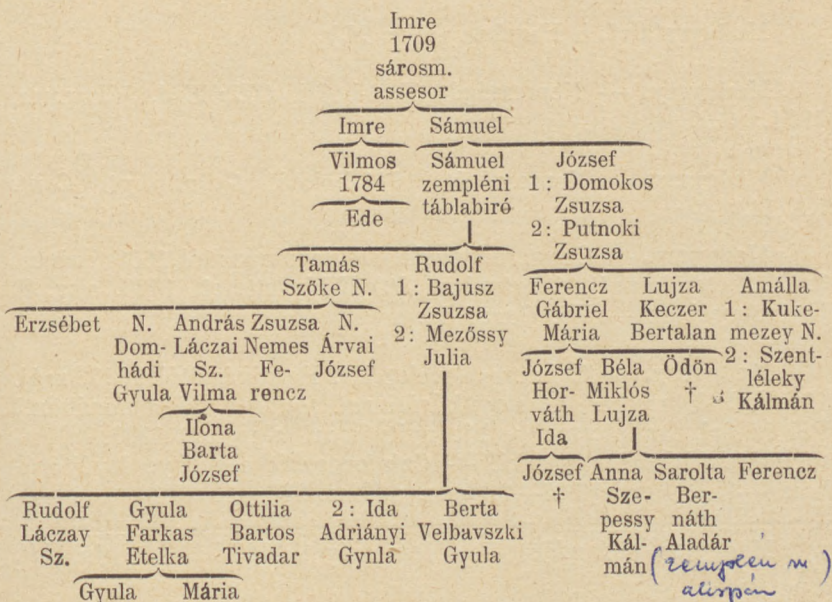 Imre
1709
sárosm.
assesor
Imre Sámuel
Vilmos Sámuel József
1784 zempléni 1: Domokos
Ede táblabiró Zsuzsa
2: Putnoki
Zsuzsa
Tamás Rudolf
Szöke N. 1: Bajusz
Zsuzsa
2: Mezőssy
Julia
Ferencz Lujza Amálla
Gábriel Keczer 1: Kuke-
Mária Bertalan mezey N.
2: Szent-
léleky
Kálmán
Erzsébet N. András Zsuzsa N.
Dom- Láczai Nemes Árvai
hádi Sz. Fe- József
Gyula Vilma rencz
József Béla Ödön
Hor- Miklós †
váth Lujza
Ida
Ilona
Barta
József
József Anna Sarolta Ferencz
† Sze- Ber-
pessy náth
Kál- Aladár
mán (zemplén m)
alispán
Rudolf Gyula Ottilia 2: Ida Berta
Láczay Farkas Bartos Adriányi Velbavszki
Sz. Etelka Tivadar Gynla Gyula
Gyula Mária